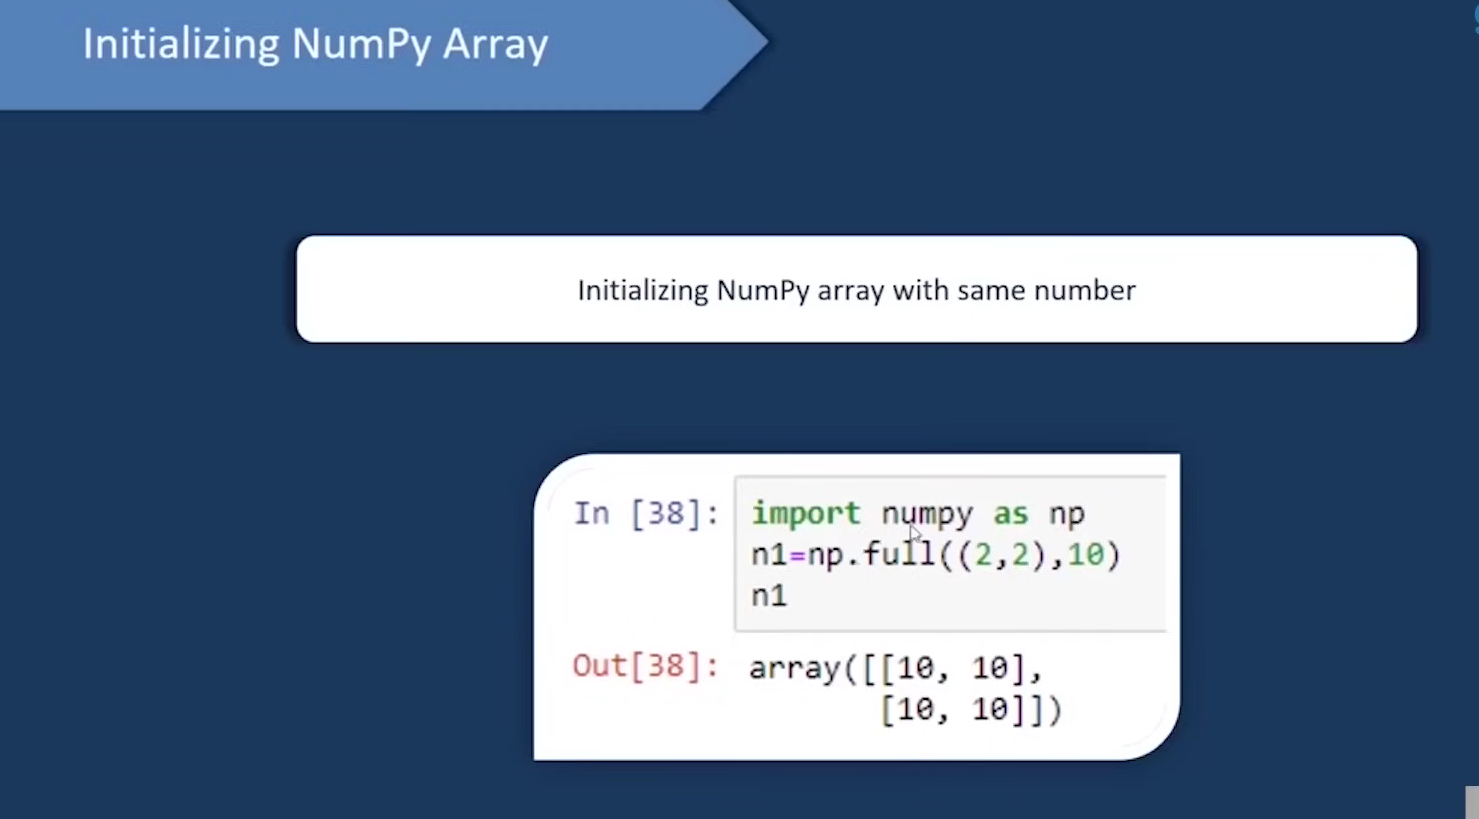 Initializing NumPy Array
Initializing NumPy array with same number
In [38]: import numpy as np
n1=np.full((2,2),10)
n1
Out[38]: array([[10, 10],
[10, 10]])